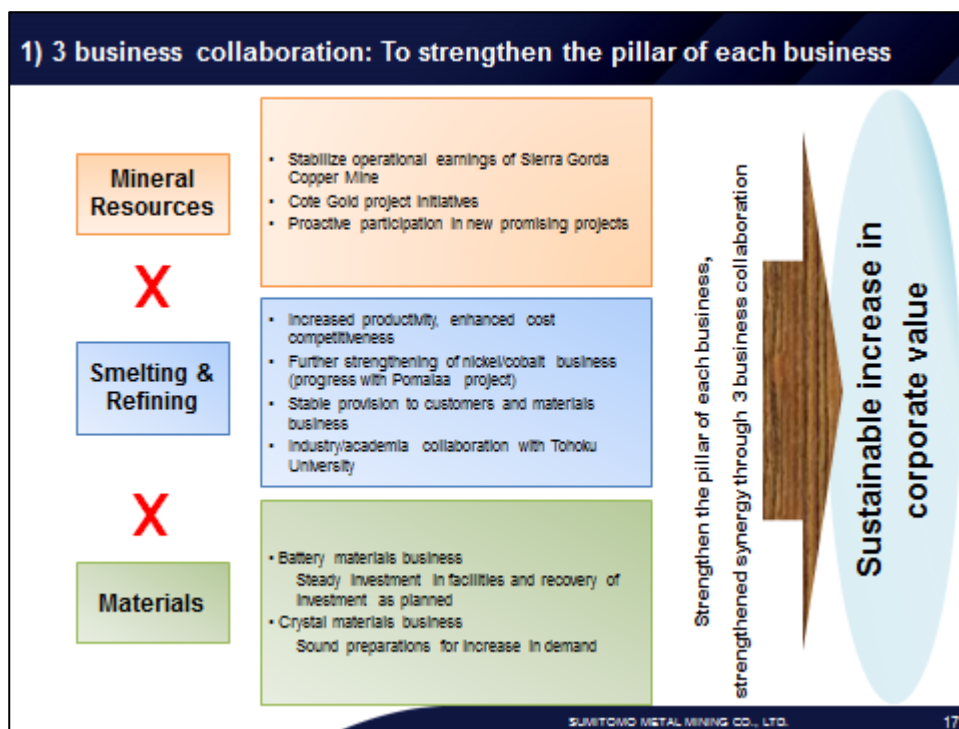 1) 3 business collaboration: To strengthen the pillar of each business
Mineral
Resources
• Stabilize operational earnings of Sierra Gorda
Copper Mine
• Cote Gold project initiatives
• Proactive participation in new promising projects
X
Smelting &
Refining
• Increased productivity, enhanced cost
competitiveness
• Further strengthening of nickel/cobalt business
(progress with Pomalaa project)
• Stable provision to customers and materials
business
• Industry/academia collaboration with Tohoku
University
X
Materials
• Battery materials business
Steady investment in facilities and recovery of
investment as planned
• Crystal materials business
Sound preparations for increase in demand
Strengthen the pillar of each business,
strengthened synergy through 3 business collaboration
Sustainable increase in
corporate value
SUMITOMO METAL MINING CO., LTD.
17